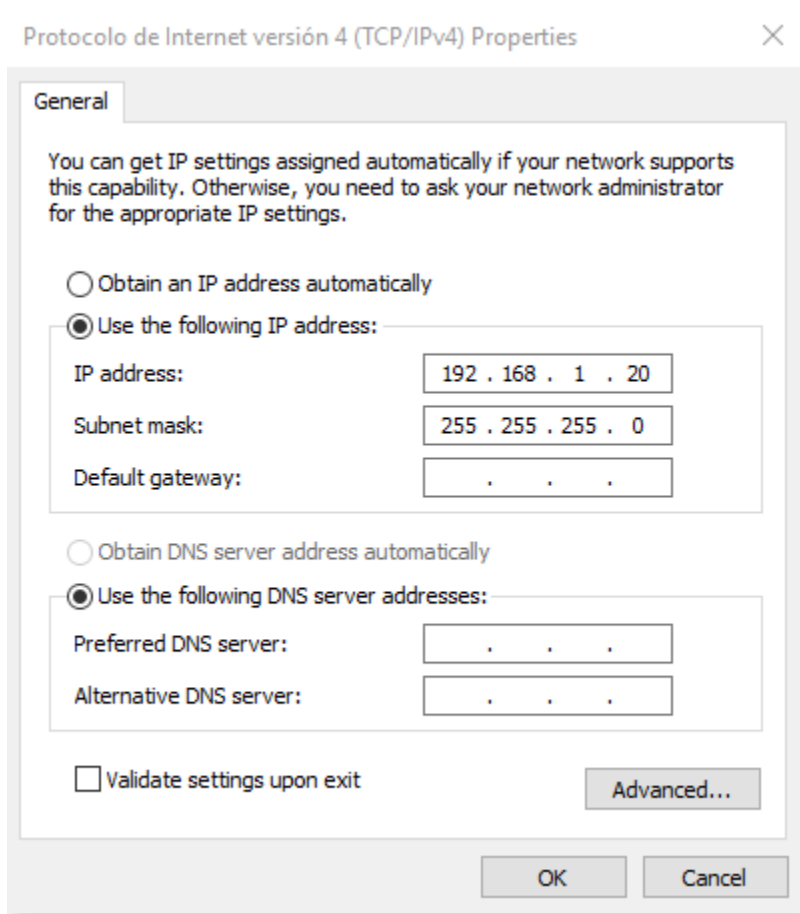 Protocolo de Internet versión 4 (TCP/IPv4) Properties
General
You can get IP settings assigned automatically if your network supports
this capability. Otherwise, you need to ask your network administrator
for the appropriate IP settings.
Obtain an IP address automatically
Use the following IP address:
IP address: 192 . 168 . 1 . 20
Subnet mask: 255 . 255 . 255 . 0
Default gateway: . . .
Obtain DNS server address automatically
Use the following DNS server addresses:
Preferred DNS server: . . .
Alternative DNS server: . . .
Validate settings upon exit
Advanced...
OK Cancel